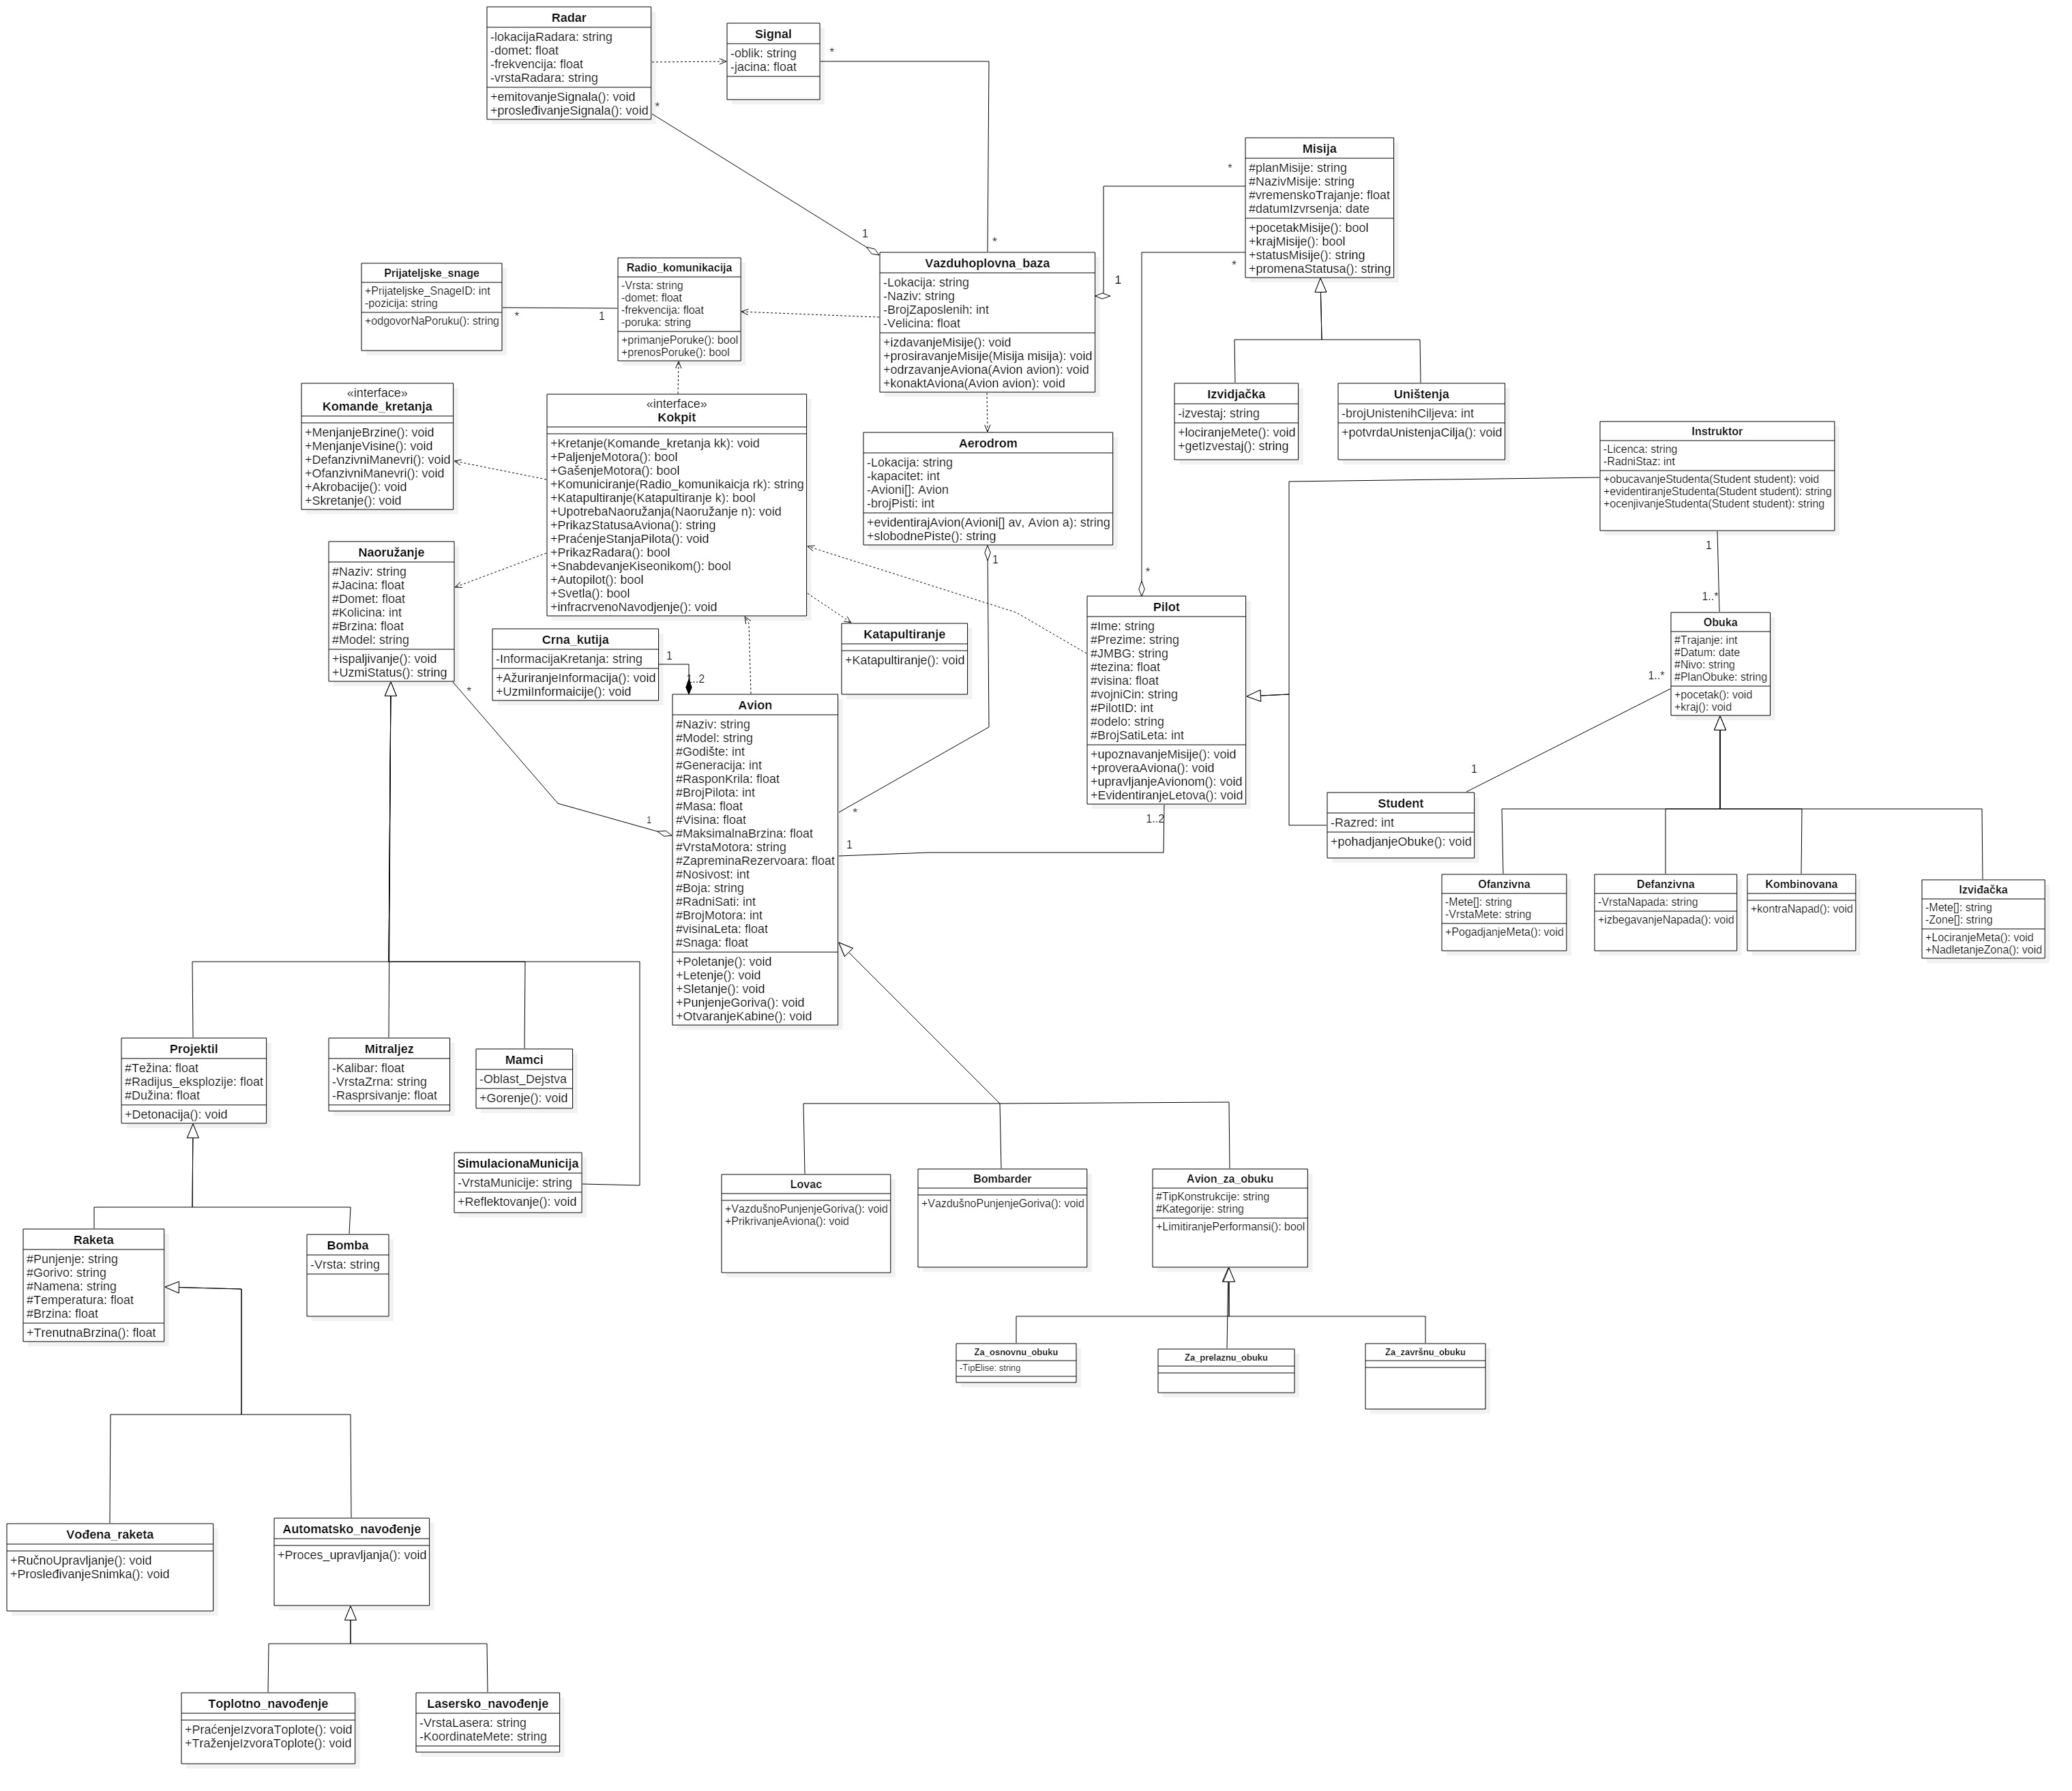 Radar
-lokacijaRadara: string
-domet: float
-frekvencija: float
-vrstaRadara: string
+emitovanjeSignala(): void
+prosleđivanjeSignala(): void
*
Signal
-oblik: string
-jacina: float
*
*
1
Misija
#planMisije: string
#NazivMisije: string
#vremenskoTrajanje: float
#datumIzvrsenja: date
+pocetakMisije(): bool
+krajMisije(): bool
+statusMisije(): string
+promenaStatusa(): string
*
*
1
Prijateljske_snage
+Prijateljske_SnageID: int
-pozicija: string
+odgovorNaPoruku(): string
*
1
Radio_komunikacija
-Vrsta: string
-domet: float
-frekvencija: float
-poruka: string
+primanjePoruke(): bool
+prenosPoruke(): bool
Vazduhoplovna_baza
-Lokacija: string
-Naziv: string
-BrojZaposlenih: int
-Velicina: float
+izdavanjeMisije(): void
+prosiravanjeMisije(Misija misija): void
+odrzavanjeAviona(Avion avion): void
+konaktAviona(Avion avion): void
«interface»
Komande_kretanja
+MenjanjeBrzine(): void
+MenjanjeVisine(): void
+DefanzivniManevri(): void
+OfanzivniManevri(): void
+Akrobacije(): void
+Skretanje(): void
«interface»
Kokpit
+Kretanje(Komande_kretanja kk): void
+PaljenjeMotora(): bool
+GašenjeMotora(): bool
+Komuniciranje(Radio_komunikaicja rk): string
+Katapultiranje(Katapultiranje k): bool
+UpotrebaNaoružanja(Naoružanje n): void
+PrikazStatusaAviona(): string
+PraćenjeStanjaPilota(): void
+PrikazRadara(): bool
+SnabdevanjeKiseonikom(): bool
+Autopilot(): bool
+Svetla(): bool
+infracrvenoNavodjenje(): void
Aerodrom
-Lokacija: string
-kapacitet: int
-Avioni[]: Avion
-brojPisti: int
+evidentirajAvion(Avioni[] av, Avion a): string
+slobodnePiste(): string
1
Izvidjačka
-izvestaj: string
+lociranjeMete(): void
+getIzvestaj(): string
Uništenja
-brojUnistenihCiljeva: int
+potvrdaUnistenjaCilja(): void
Instruktor
-Licenca: string
-RadniStaz: int
+obucavanjeStudenta(Student student): void
+evidentiranjeStudenta(Student student): string
+ocenjivanjeStudenta(Student student): string
1
1..*
Naoružanje
#Naziv: string
#Jacina: float
#Domet: float
#Kolicina: int
#Brzina: float
#Model: string
+ispaljivanje(): void
+UzmiStatus(): string
*
Crna_kutija
-InformacijaKretanja: string
+AžuriranjeInformacija(): void
+UzmiInformaicije(): void
1
1..2
Katapultiranje
+Katapultiranje(): void
*
Pilot
#Ime: string
#Prezime: string
#JMBG: string
#tezina: float
#visina: float
#vojniCin: string
#PilotID: int
#odelo: string
#BrojSatiLeta: int
+upoznavanjeMisije(): void
+proveraAviona(): void
+upravljanjeAvionom(): void
+EvidentiranjeLetova(): void
1..2
Obuka
#Trajanje: int
#Datum: date
#Nivo: string
#PlanObuke: string
+pocetak(): void
+kraj(): void
1..*
1
Avion
#Naziv: string
#Model: string
#Godište: int
#Generacija: int
#RasponKrila: float
#BrojPilota: int
#Masa: float
#Visina: float
#MaksimalnaBrzina: float
#VrstaMotora: string
#ZapreminaRezervoara: float
#Nosivost: int
#Boja: string
#RadniSati: int
#BrojMotora: int
#visinaLeta: float
#Snaga: float
+Poletanje(): void
+Letenje(): void
+Sletanje(): void
+PunjenjeGoriva(): void
+OtvaranjeKabine(): void
1
*
1
Student
-Razred: int
+pohadjanjeObuke(): void
Ofanzivna
-Mete[]: string
-VrstaMete: string
+PogadjanjeMeta(): void
Defanzivna
-VrstaNapada: string
+izbegavanjeNapada(): void
Kombinovana
+kontraNapad(): void
Izviđačka
-Mete[]: string
-Zone[]: string
+LociranjeMeta(): void
+NadletanjeZona(): void
Projektil
#Težina: float
#Radijus_eksplozije: float
#Dužina: float
+Detonacija(): void
Mitraljez
-Kalibar: float
-VrstaZrna: string
-Rasprsivanje: float
Mamci
-Oblast_Dejstva
+Gorenje(): void
SimulacionaMunicija
-VrstaMunicije: string
+Reflektovanje(): void
Lovac
+VazdušnoPunjenjeGoriva(): void
+PrikrivanjeAviona(): void
Bombarder
+VazdušnoPunjenjeGoriva(): void
Avion_za_obuku
#TipKonstrukcije: string
#Kategorije: string
+LimitiranjePerformansi(): bool
Raketa
#Punjenje: string
#Gorivo: string
#Namena: string
#Temperatura: float
#Brzina: float
+TrenutnaBrzina(): float
Bomba
-Vrsta: string
Za_osnovnu_obuku
-TipElise: string
Za_prelaznu_obuku
Za_završnu_obuku
Vođena_raketa
+RučnoUpravljanje(): void
+ProsleđivanjeSnimka(): void
Automatsko_navođenje
+Proces_upravljanja(): void
Toplotno_navođenje
+PraćenjeIzvoraToplote(): void
+TraženjeIzvoraToplote(): void
Lasersko_navođenje
-VrstaLasera: string
-KoordinateMete: string